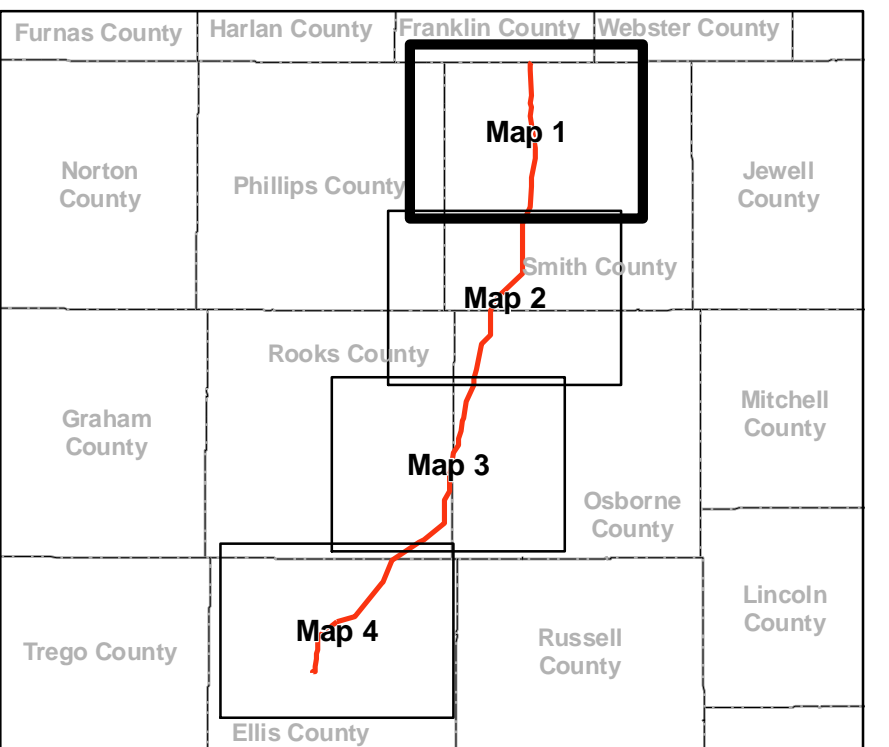 Furnas County
Harlan County
Franklin County
Webster County
Map 1
Norton
County
Phillips County
Jewell
County
Smith County
Map 2
Rooks County
Graham
County
Mitchell
County
Map 3
Osborne
County
Lincoln
County
Map 4
Trego County
Russell
County
Ellis County